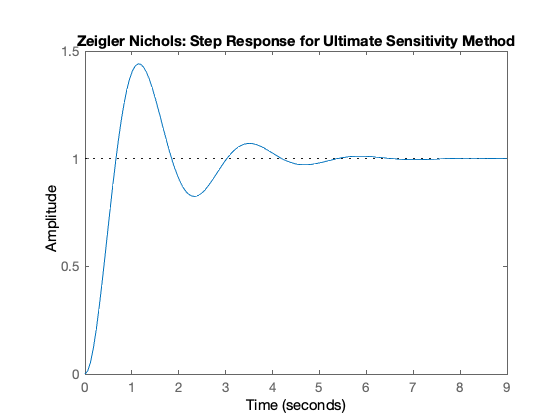 Zeigler Nichols: Step Response for Ultimate Sensitivity Method
1.5
1
0.5
0
Amplitude
0 1 2 3 4 5 6 7 8 9
Time (seconds)